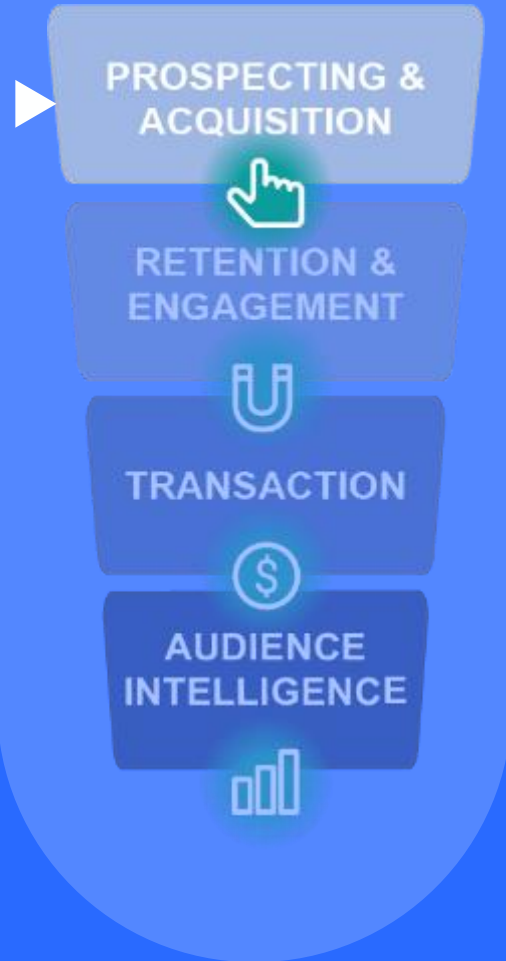 PROSPECTING &
ACQUISITION
RETENTION &
ENGAGEMENT
TRANSACTION
$
AUDIENCE
INTELLIGENCE